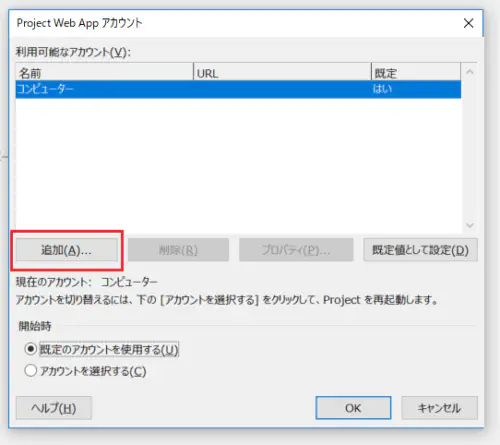 Project Web App アカウント
利用可能なアカウント(V):
名前 URL 既定
コンピューター はい
追加(A)... 削除(R) プロパティ(P)... 既定値として設定(D)
現在のアカウント: コンピューター
アカウントを切り替えるには、下の [アカウントを選択する] をクリックして、Project を再起動します。
開始時
既定のアカウントを使用する(U)
アカウントを選択する(C)
ヘルプ(H) OK キャンセル